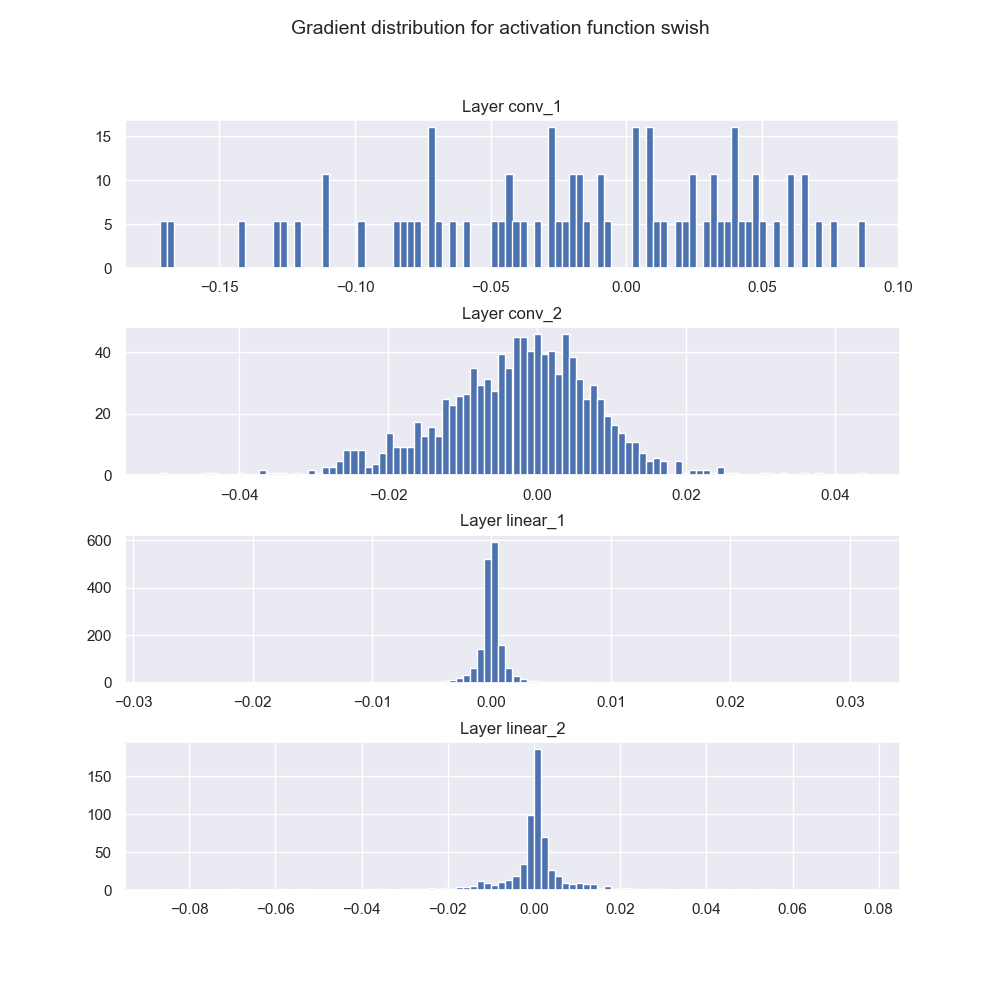 Gradient distribution for activation function swish
Layer conv_1
15
10
5
0
−0.15 −0.10 −0.05 0.00 0.05 0.10
Layer conv_2
40
20
0
−0.04 −0.02 0.00 0.02 0.04
Layer linear_1
600
400
200
0
−0.03 −0.02 −0.01 0.00 0.01 0.02 0.03
Layer linear_2
150
100
50
0
−0.08 −0.06 −0.04 −0.02 0.00 0.02 0.04 0.06 0.08